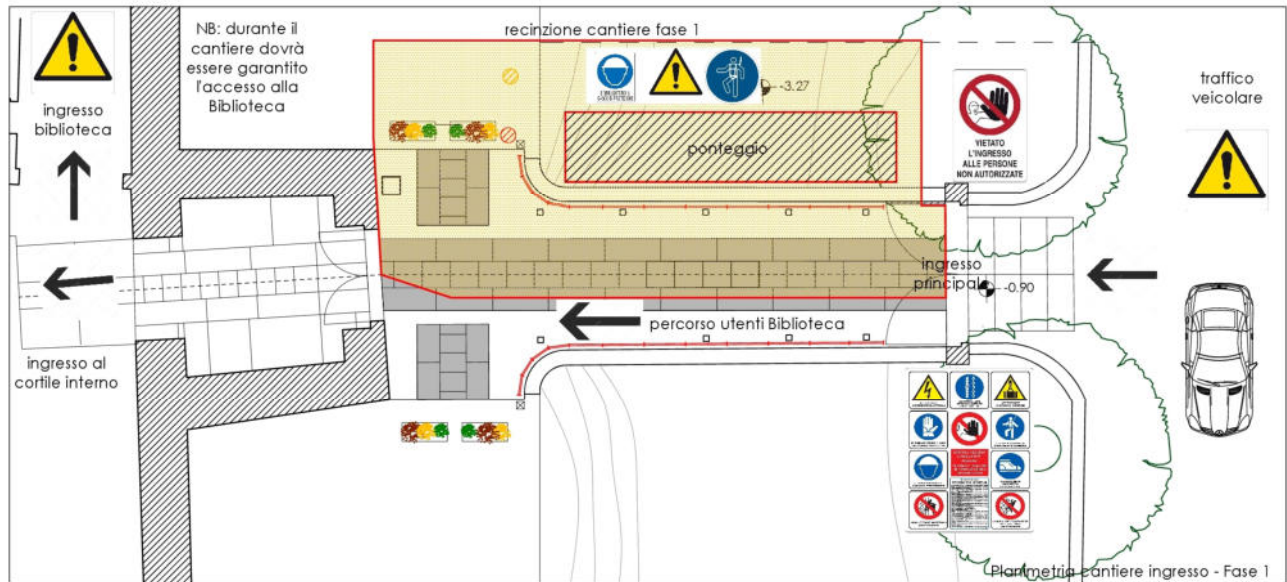 NB: durante il
cantiere dovrà
essere garantito
l'accesso alla
Biblioteca
recinzione cantiere fase 1
ingresso
biblioteca
-3.27
ponteggio
VIETATO
L'INGRESSO
ALLE PERSONE
NON AUTORIZZATE
traffico
veicolare
ingresso
principal
-0.90
percorso utenti Biblioteca
ingresso al
cortile interno
Planimetria cantiere ingresso - Fase 1